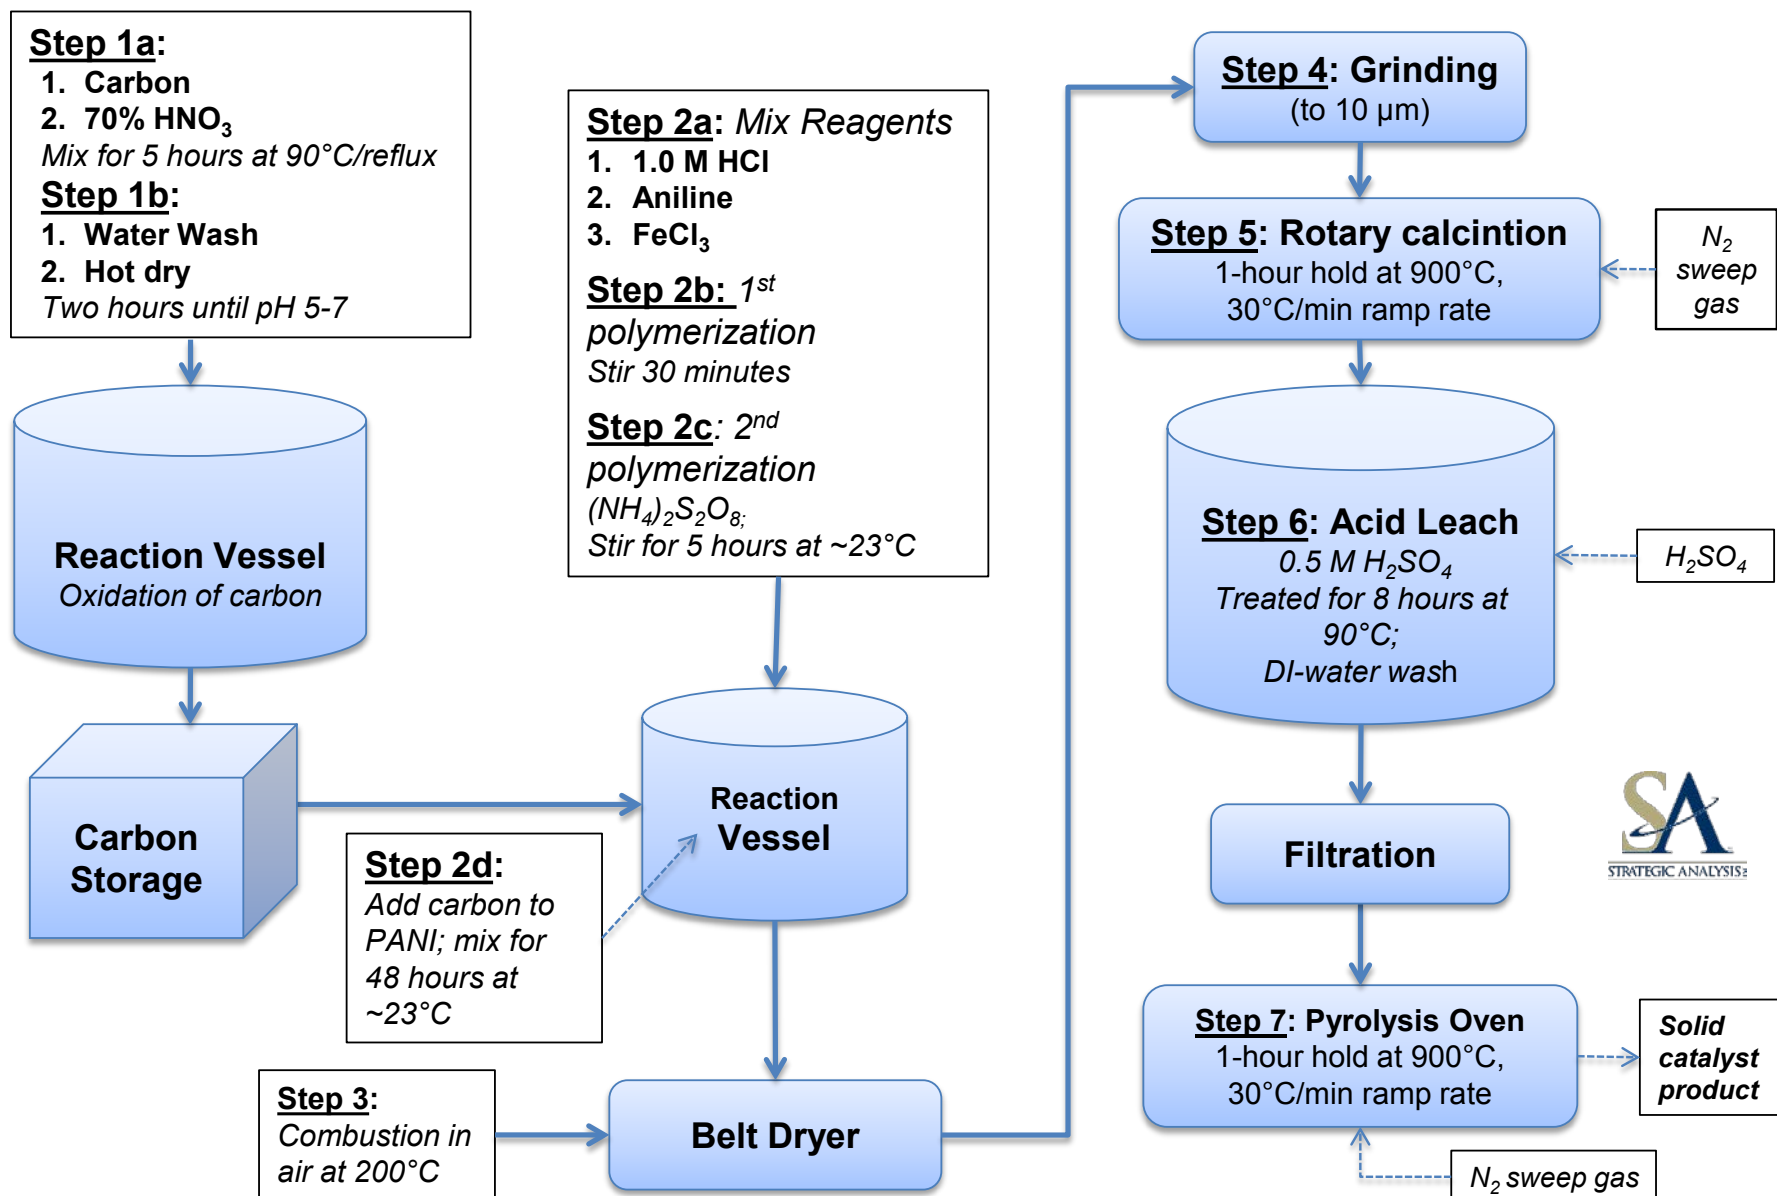 Step 1a:
1. Carbon
2. 70% HNO₃
Mix for 5 hours at 90°C/reflux
Step 1b:
1. Water Wash
2. Hot dry
Two hours until pH 5-7
Reaction Vessel
Oxidation of carbon
Carbon
Storage
Step 2a: Mix Reagents
1. 1.0 M HCl
2. Aniline
3. FeCl₃
Step 2b: 1st
polymerization
Stir 30 minutes
Step 2c: 2nd
polymerization
(NH₄)₂S₂O₈;
Stir for 5 hours at ~23°C
Reaction
Vessel
Step 2d:
Add carbon to
PANI; mix for
48 hours at
~23°C
Step 3:
Combustion in
air at 200°C
Belt Dryer
Step 4: Grinding
(to 10 µm)
Step 5: Rotary calcintion
1-hour hold at 900°C,
30°C/min ramp rate
N₂
sweep
gas
Step 6: Acid Leach
0.5 M H₂SO₄
Treated for 8 hours at
90°C;
DI-water wash
H₂SO₄
Filtration
SA
STRATEGIC ANALYSIS
Step 7: Pyrolysis Oven
1-hour hold at 900°C,
30°C/min ramp rate
Solid
catalyst
product
N₂ sweep gas